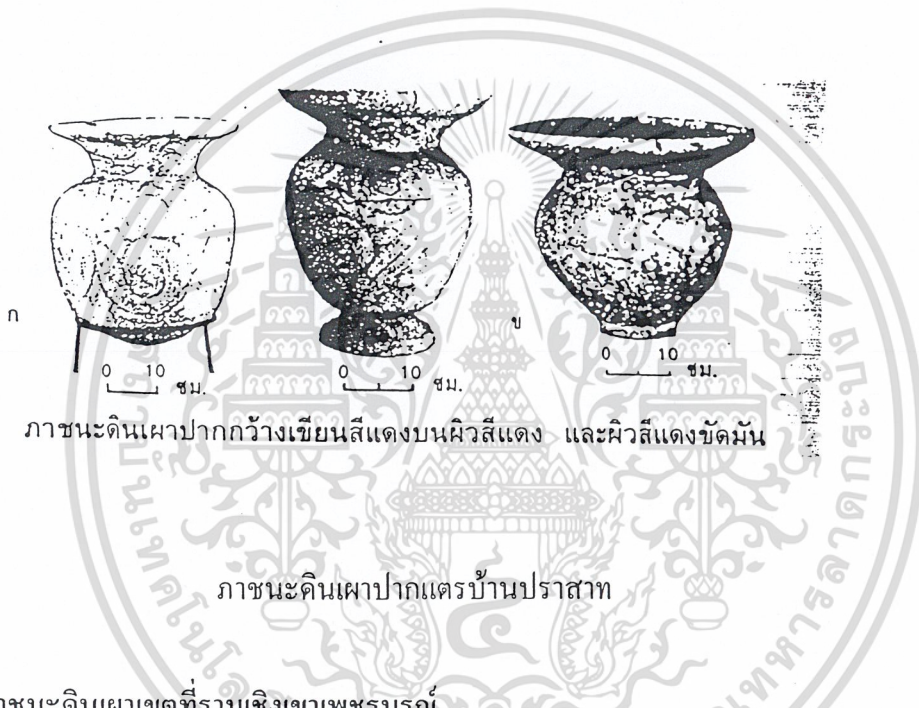 ก
ข
0 10 ซม.
0 10 ซม.
0 10 ซม.
ภาชนะดินเผาปากกว้างเขียนสีแดงบนผิวสีแดง และผิวสีแดงขัดมัน
ภาชนะดินเผาปากแตรบ้านปราสาท